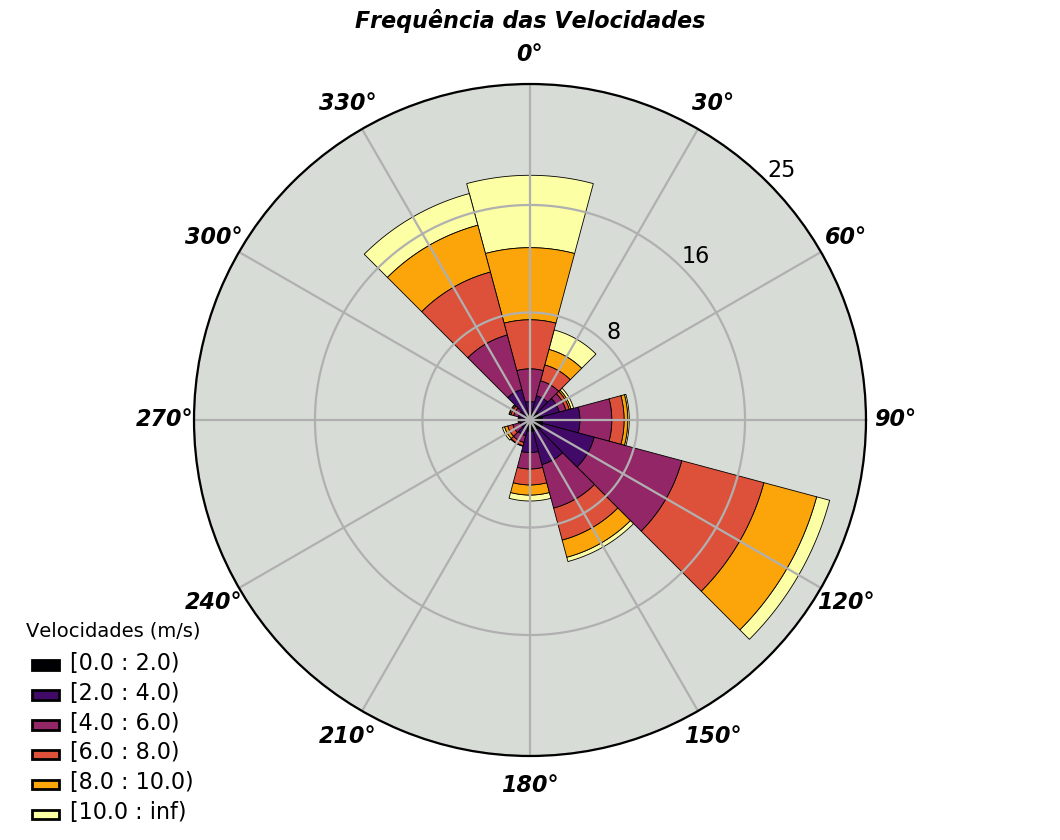 Frequência das Velocidades
0°
330°
30°
25
300°
60°
16
8
270°
90°
240°
120°
210°
150°
180°
Velocidades (m/s)
[0.0 : 2.0)
[2.0 : 4.0)
[4.0 : 6.0)
[6.0 : 8.0)
[8.0 : 10.0)
[10.0 : inf)